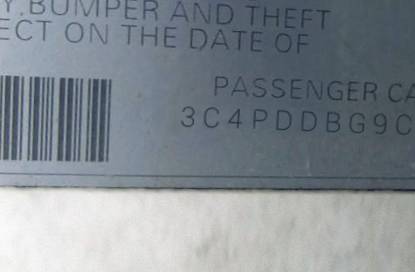 Y, BUMPER AND THEFT
ECT ON THE DATE OF
PASSENGER CA
3C4PDDBG9C